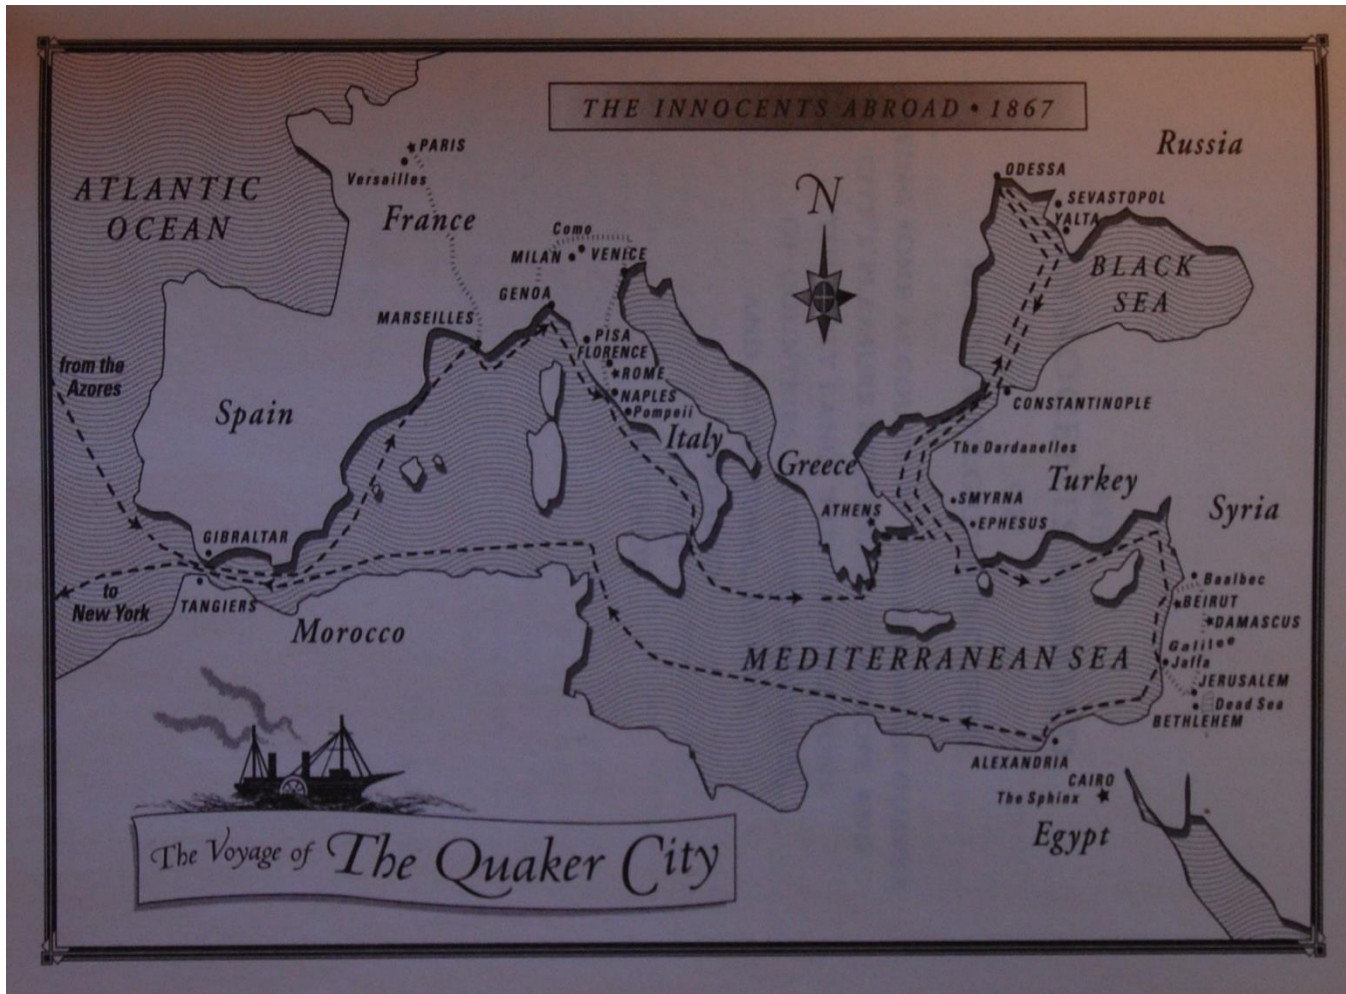 THE INNOCENTS ABROAD • 1867
Russia
PARIS
Versailles
France
ATLANTIC
OCEAN
ODESSA
SEVASTOPOL
YALTA
N
Como
MILAN
VENICE
BLACK
SEA
GENOA
MARSEILLES
PISA
FLORENCE
ROME
NAPLES
Pompeii
Italy
from the
Azores
Spain
CONSTANTINOPLE
The Dardanelles
Greece
Turkey
ATHENS
SMYRNA
EPHESUS
Syria
GIBRALTAR
to
New York
TANGIERS
Morocco
Baalbec
BEIRUT
DAMASCUS
Galilee
Jaffa
JERUSALEM
Dead Sea
BETHLEHEM
MEDITERRANEAN SEA
ALEXANDRIA
CAIRO
The Sphinx
Egypt
The Voyage of The Quaker City